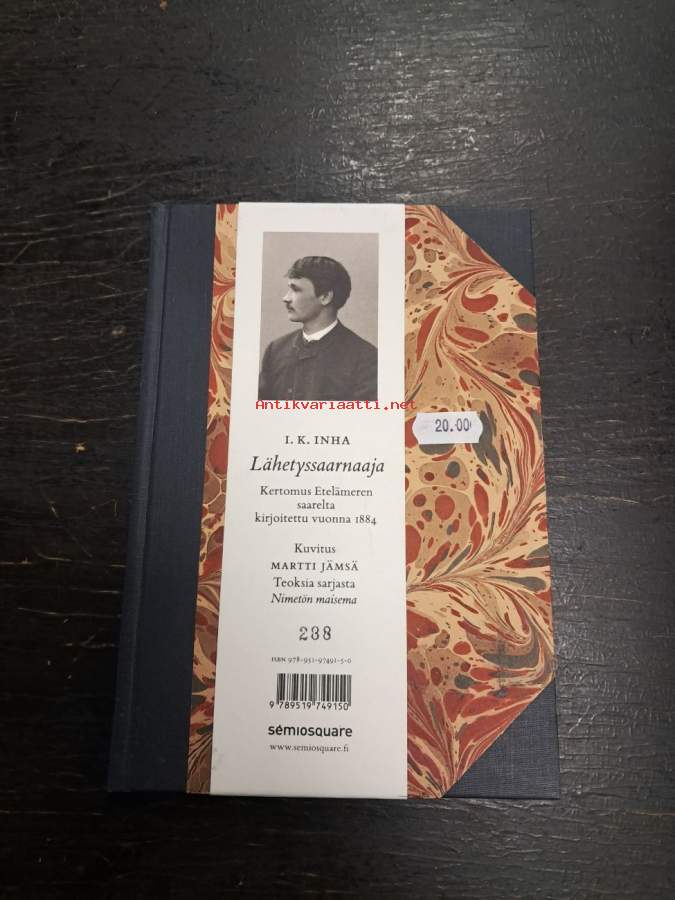 Antikvariaatti.net
20.00
I. K. INHA
Lähetyssaarnaaja
Kertomus Etelämeren
saarelta
kirjoitettu vuonna 1884
Kuvitus
MARTTI JÄMSÄ
Teoksia sarjasta
Nimetön maisema
238
ISBN 978-951-97491-5-0
9 789519 749150
sémiosquare
www.semiosquare.fi